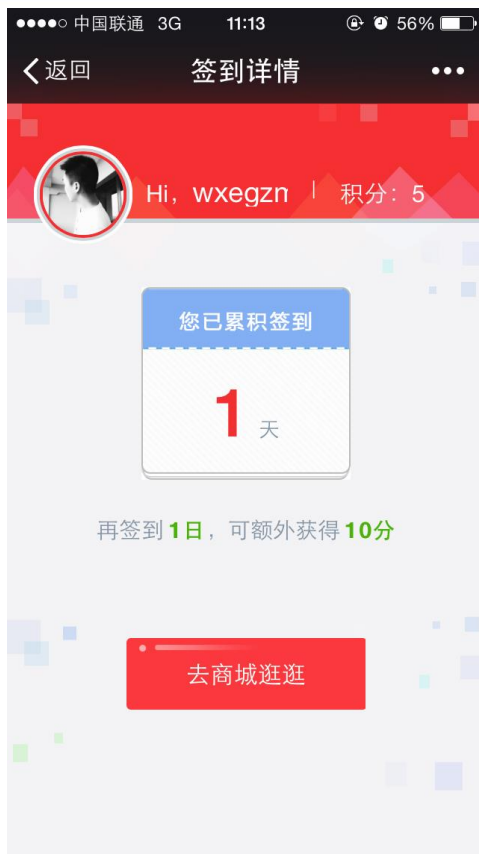 中国联通 3G 11:13 56%
返回 签到详情
Hi，wxegzm 积分：5
您已累积签到
1 天
再签到1日，可额外获得10分
去商城逛逛